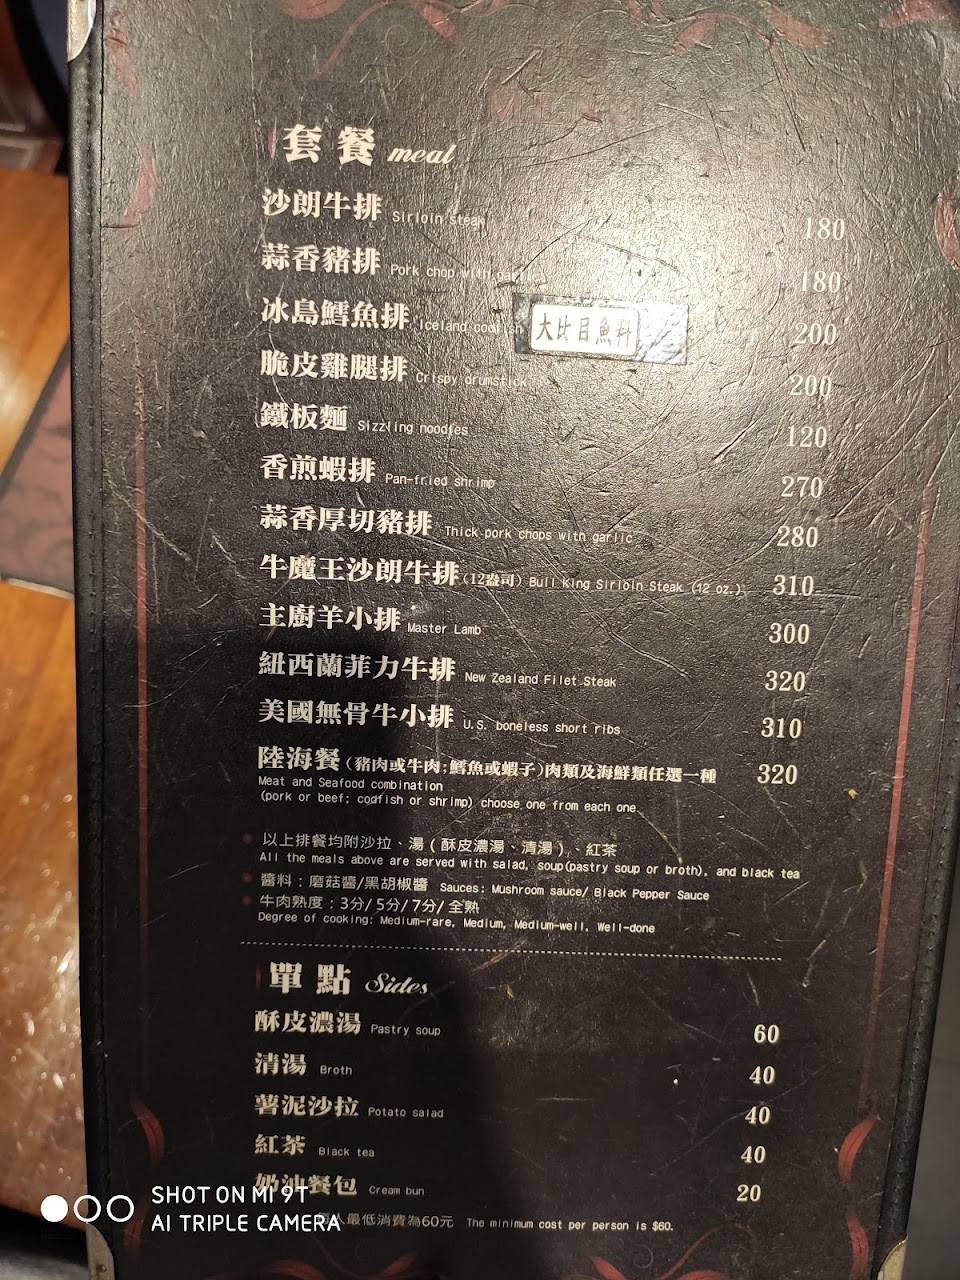 套餐 meal
沙朗牛排 Sirloin steak 180
蒜香豬排 Pork chop with garlic 180
冰島鱈魚排 Iceland codfish 大比目魚科 200
脆皮雞腿排 Crispy drumstick 200
鐵板麵 Sizzling noodles 120
香煎蝦排 Pan-fried shrimp 270
蒜香厚切豬排 Thick pork chops with garlic 280
牛魔王沙朗牛排(12盎司) Bull King Sirloin Steak (12 oz.) 310
主廚羊小排 Master Lamb 300
紐西蘭菲力牛排 New Zealand Filet Steak 320
美國無骨牛小排 U.S. boneless short ribs 310
陸海餐(豬肉或牛肉;鱈魚或蝦子)肉類及海鮮類任選一種 320
Meat and Seafood combination
(pork or beef; codfish or shrimp) choose one from each one
以上排餐均附沙拉、湯(酥皮濃湯、清湯)、紅茶
All the meals above are served with salad, soup(pastry soup or broth), and black tea
醬料:磨菇醬/黑胡椒醬 Sauces: Mushroom sauce/ Black Pepper Sauce
牛肉熟度:3分/5分/7分/全熟
Degree of cooking: Medium-rare, Medium, Medium-well, Well-done
單點 Sides
酥皮濃湯 Pastry soup 60
清湯 Broth 40
薯泥沙拉 Potato salad 40
紅茶 Black tea 40
奶油餐包 Cream bun 20
人最低消費為60元 The minimum cost per person is $60.
SHOT ON MI 9T
AI TRIPLE CAMERA